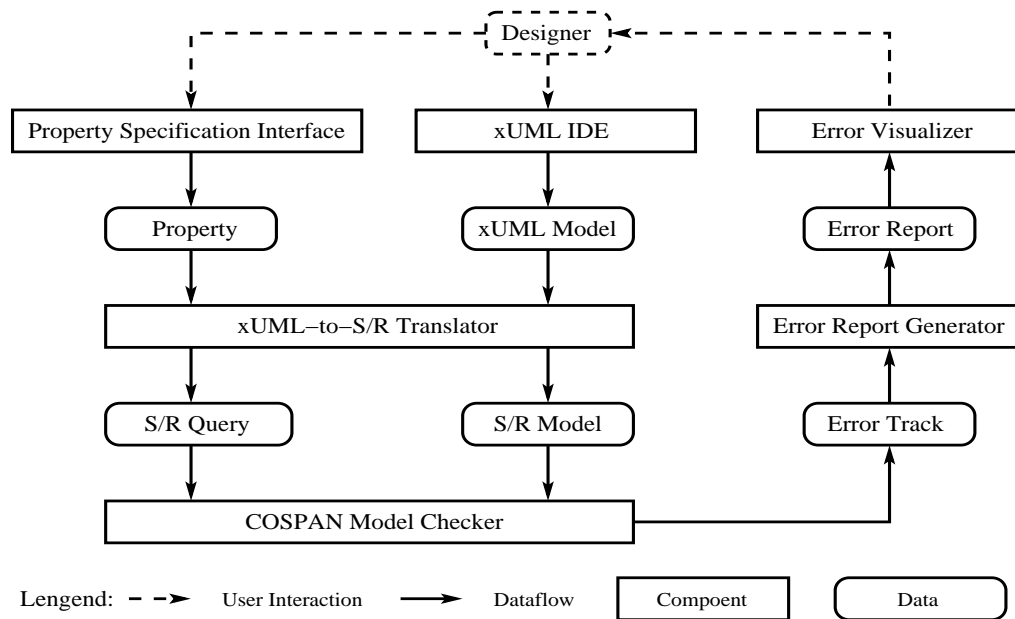 Designer
Property Specification Interface
xUML IDE
Error Visualizer
Property
xUML Model
Error Report
xUML–to–S/R Translator
Error Report Generator
S/R Query
S/R Model
Error Track
COSPAN Model Checker
Lengend:
User Interaction
Dataflow
Compoent
Data